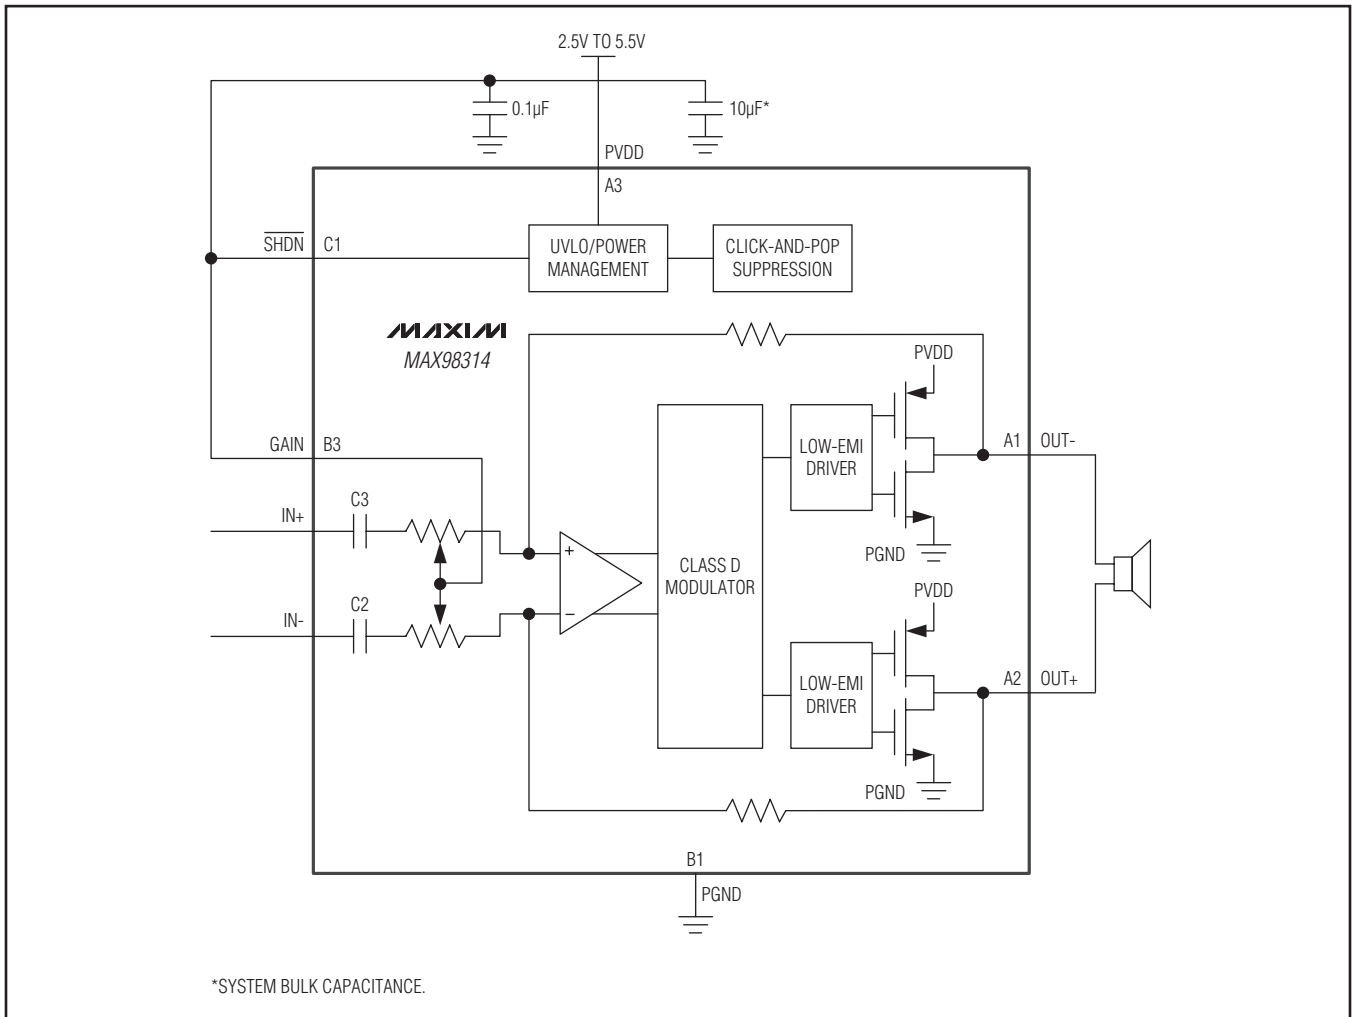 2.5V TO 5.5V
0.1µF
10µF*
PVDD
A3
SHDN
C1
UVLO/POWER
MANAGEMENT
CLICK-AND-POP
SUPPRESSION
MAXIM
MAX98314
PVDD
LOW-EMI
DRIVER
A1
OUT-
GAIN
B3
C3
IN+
PGND
+
CLASS D
MODULATOR
PVDD
C2
IN-
−
LOW-EMI
DRIVER
A2
OUT+
PGND
B1
PGND
*SYSTEM BULK CAPACITANCE.